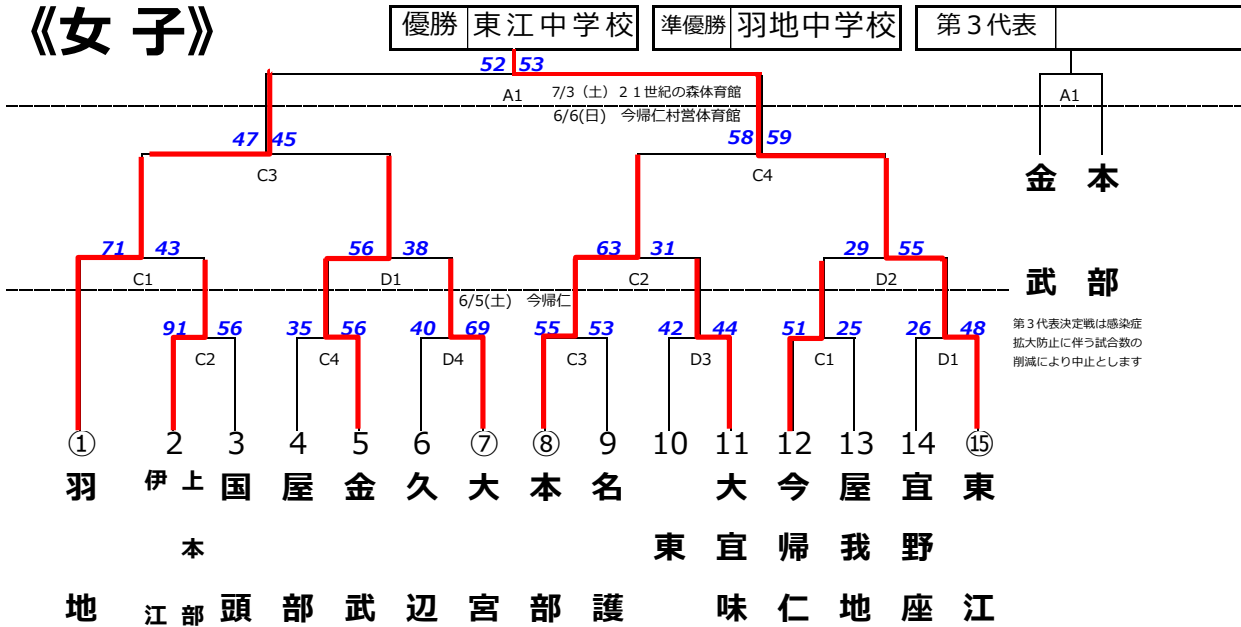 《女 子》
優勝 東江中学校 準優勝 羽地中学校 第３代表
52 53
A1 7/3（土）２１世紀の森体育館 A1
6/6(日) 今帰仁村営体育館
47 45 58 59
C3 C4
金 本
武 部
71 43 56 38 63 31 29 55
C1 D1 C2 D2
6/5(土) 今帰仁
第３代表決定戦は感染症
拡大防止に伴う試合数の
削減により中止とします
91 56 35 56 40 69 55 53 42 44 51 25 26 48
C2 C4 D4 C3 D3 C1 D1
① 2 3 4 5 6 ⑦ ⑧ 9 10 11 12 13 14 ⑮
羽地
伊江
上本部
国頭
屋部
金武
久辺
大宮
本部
名護
東
大宜味
今帰仁
屋我地
宜野座
東江